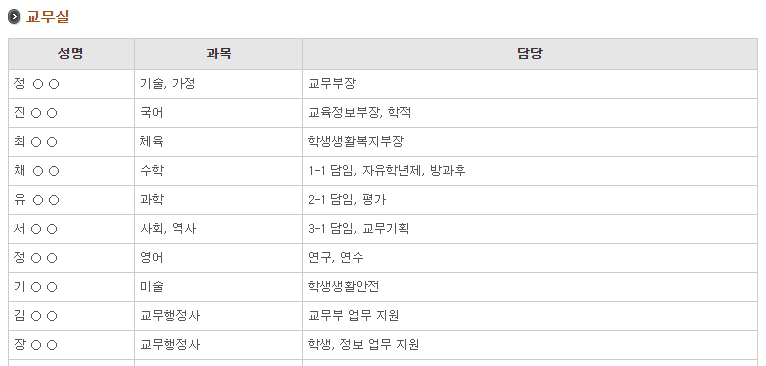 교무실
성명 과목 담당
정 ○ ○ 기술, 가정 교무부장
진 ○ ○ 국어 교육정보부장, 학적
최 ○ ○ 체육 학생생활복지부장
채 ○ ○ 수학 1-1 담임, 자유학년제, 방과후
유 ○ ○ 과학 2-1 담임, 평가
서 ○ ○ 사회, 역사 3-1 담임, 교무기획
정 ○ ○ 영어 연구, 연수
기 ○ ○ 미술 학생생활안전
김 ○ ○ 교무행정사 교무부 업무 지원
장 ○ ○ 교무행정사 학생, 정보 업무 지원